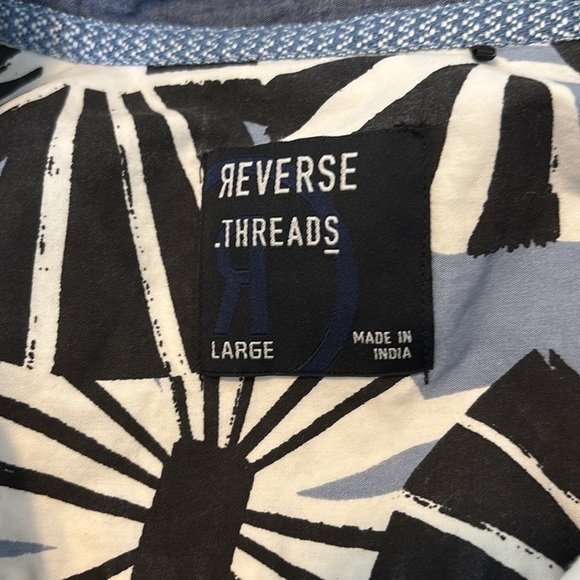 ЯEVERSE
.THREADS
Я
LARGE
MADE IN
INDIA